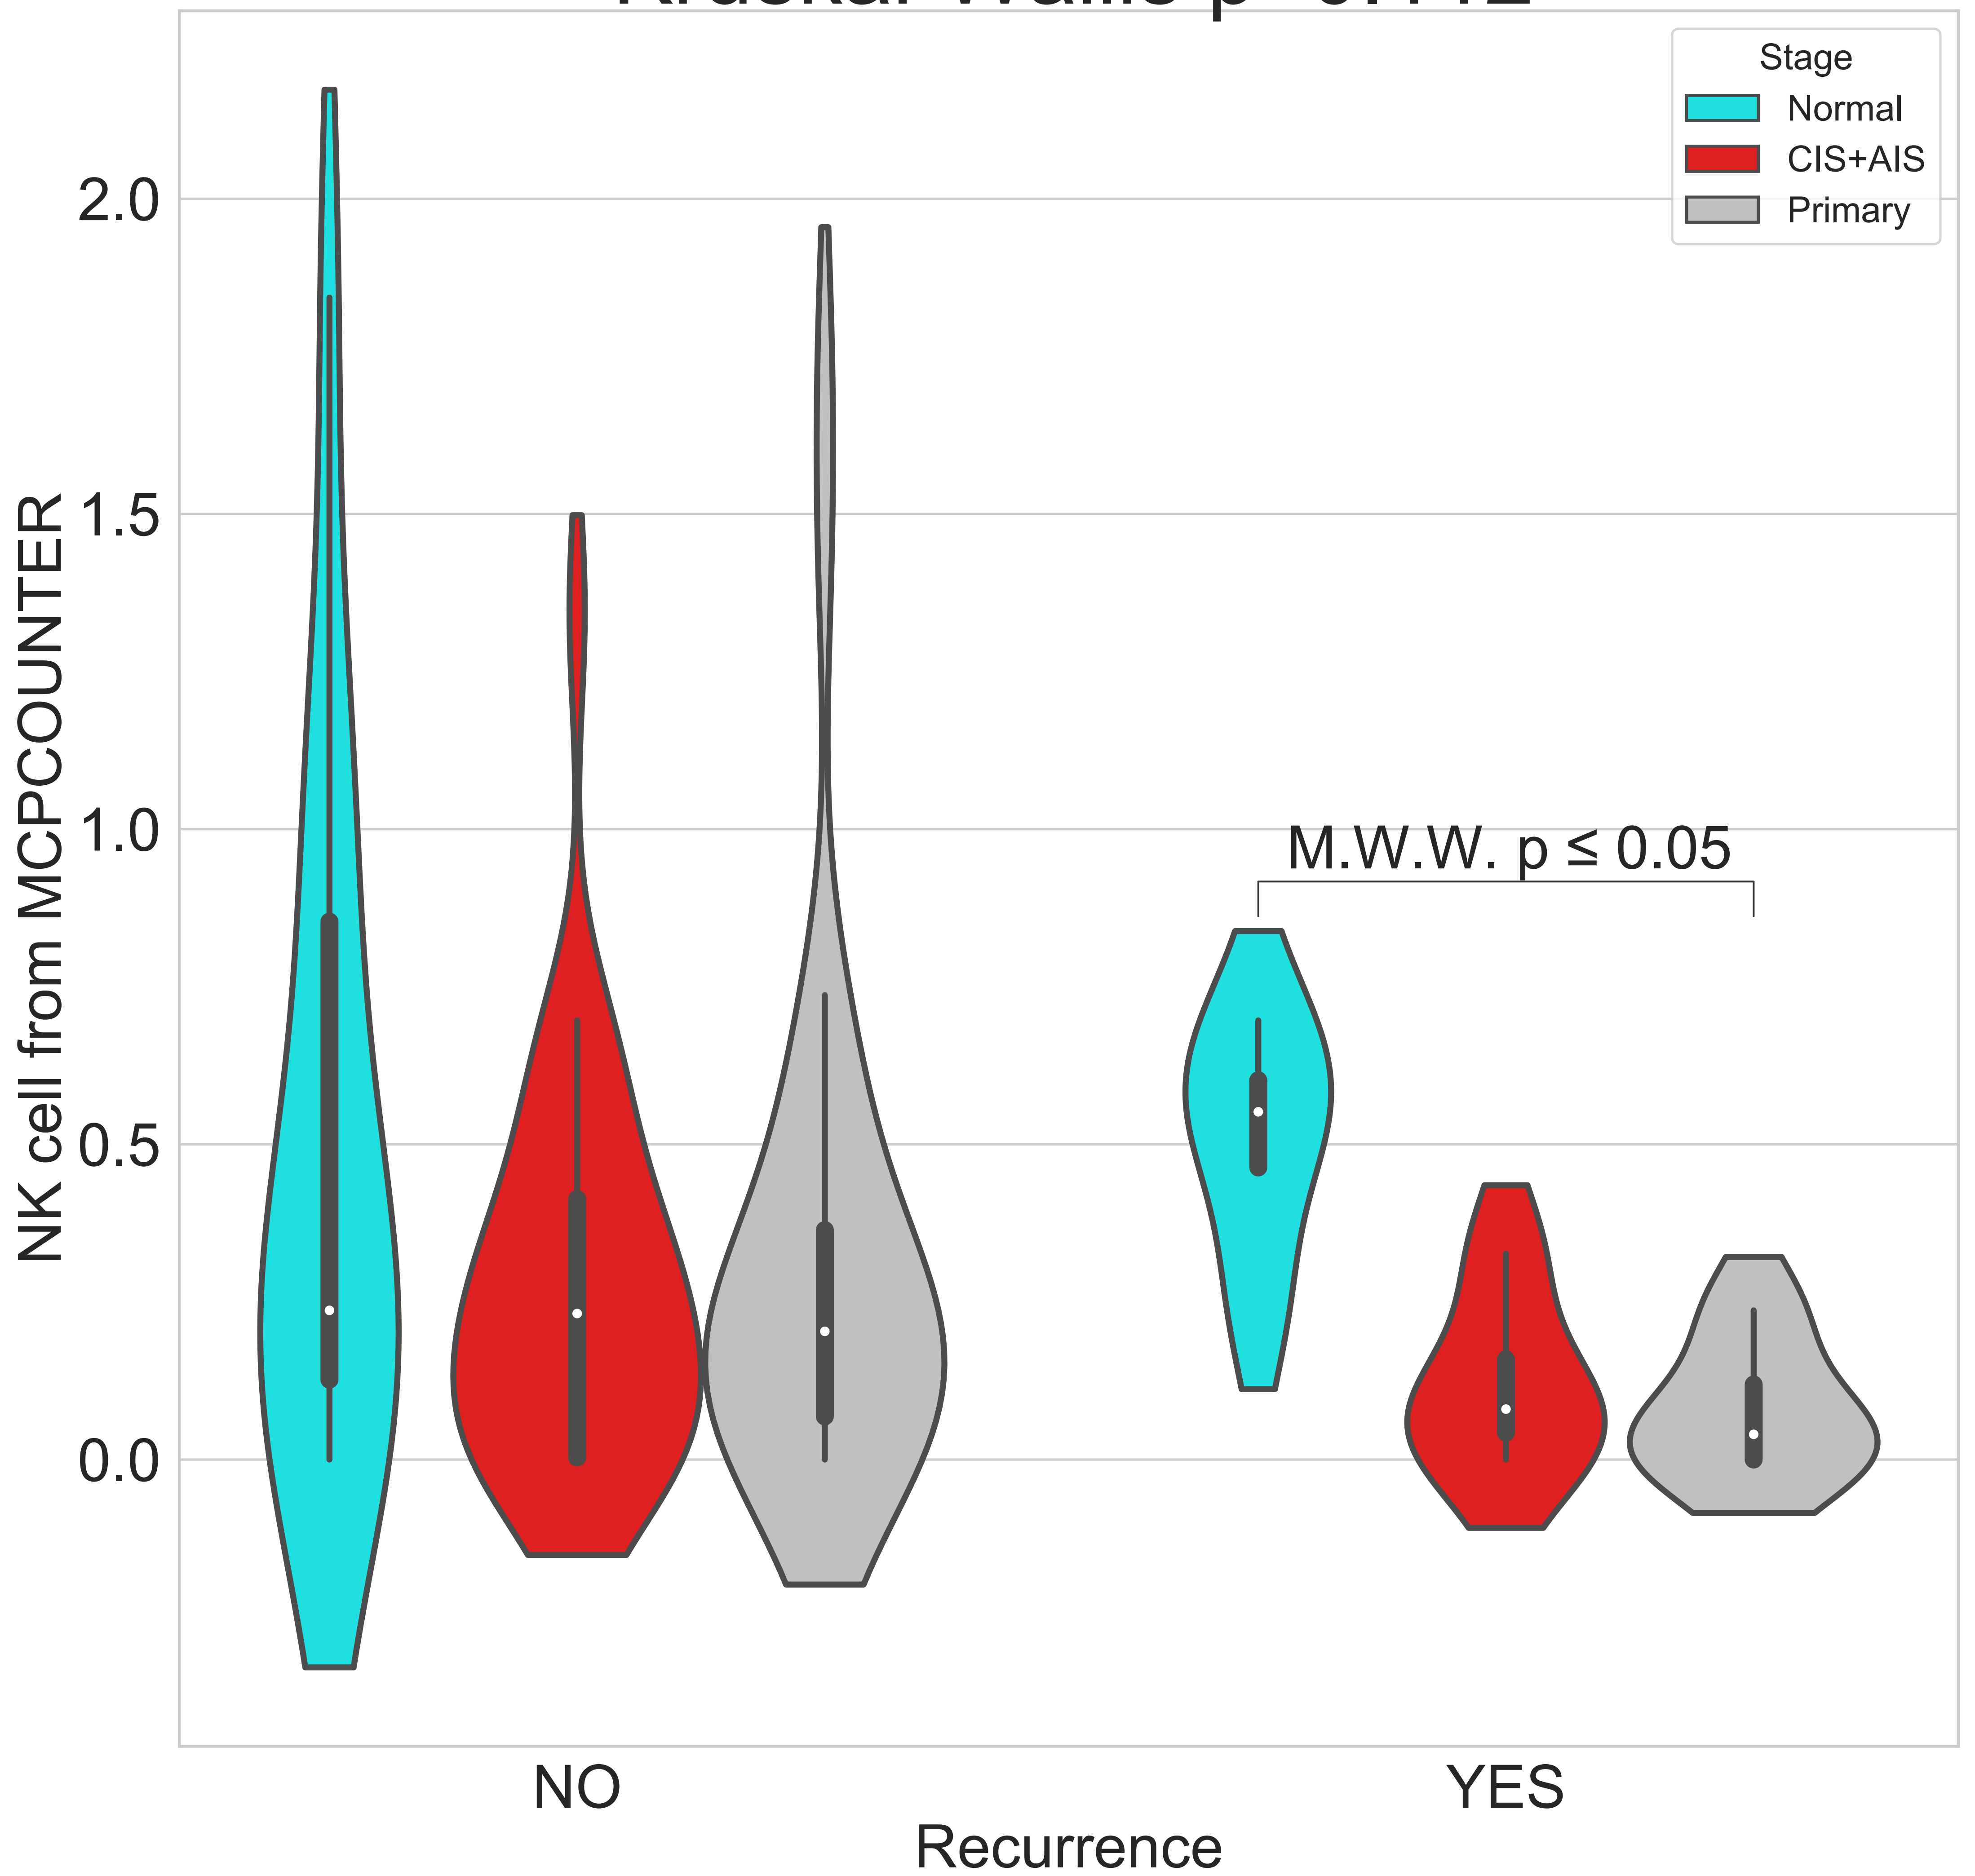 Stage
Normal
CIS+AIS
Primary
NK cell from MCPCOUNTER
2.0
1.5
1.0
0.5
0.0
M.W.W. p ≤ 0.05
NO
YES
Recurrence